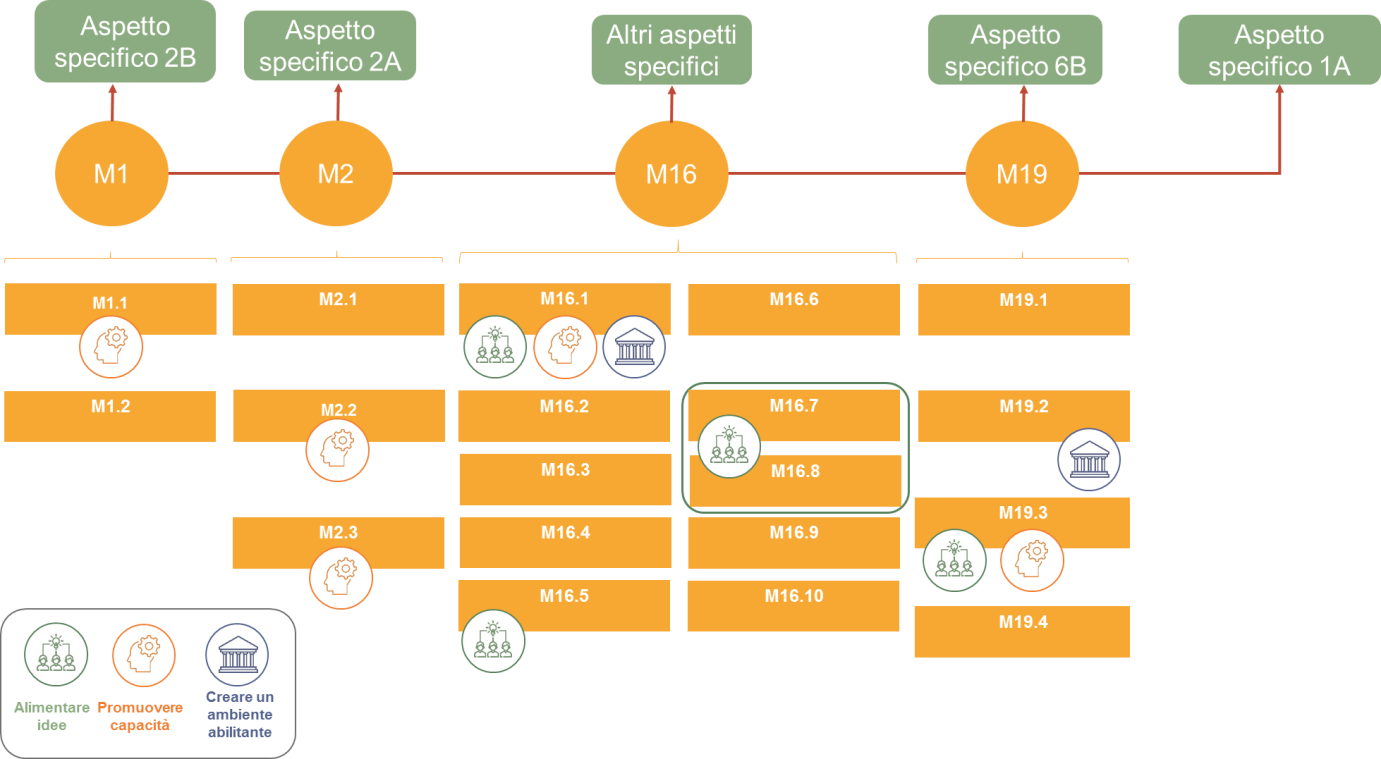 Aspetto
specifico 2B
Aspetto
specifico 2A
Altri aspetti
specifici
Aspetto
specifico 6B
Aspetto
specifico 1A
M1
M2
M16
M19
M1.1
M2.1
M16.1
M16.6
M19.1
M1.2
M2.2
M16.2
M16.7
M19.2
M16.3
M16.8
M2.3
M16.4
M16.9
M19.3
M16.5
M16.10
M19.4
Alimentare
idee
Promuovere
capacità
Creare un
ambiente
abilitante